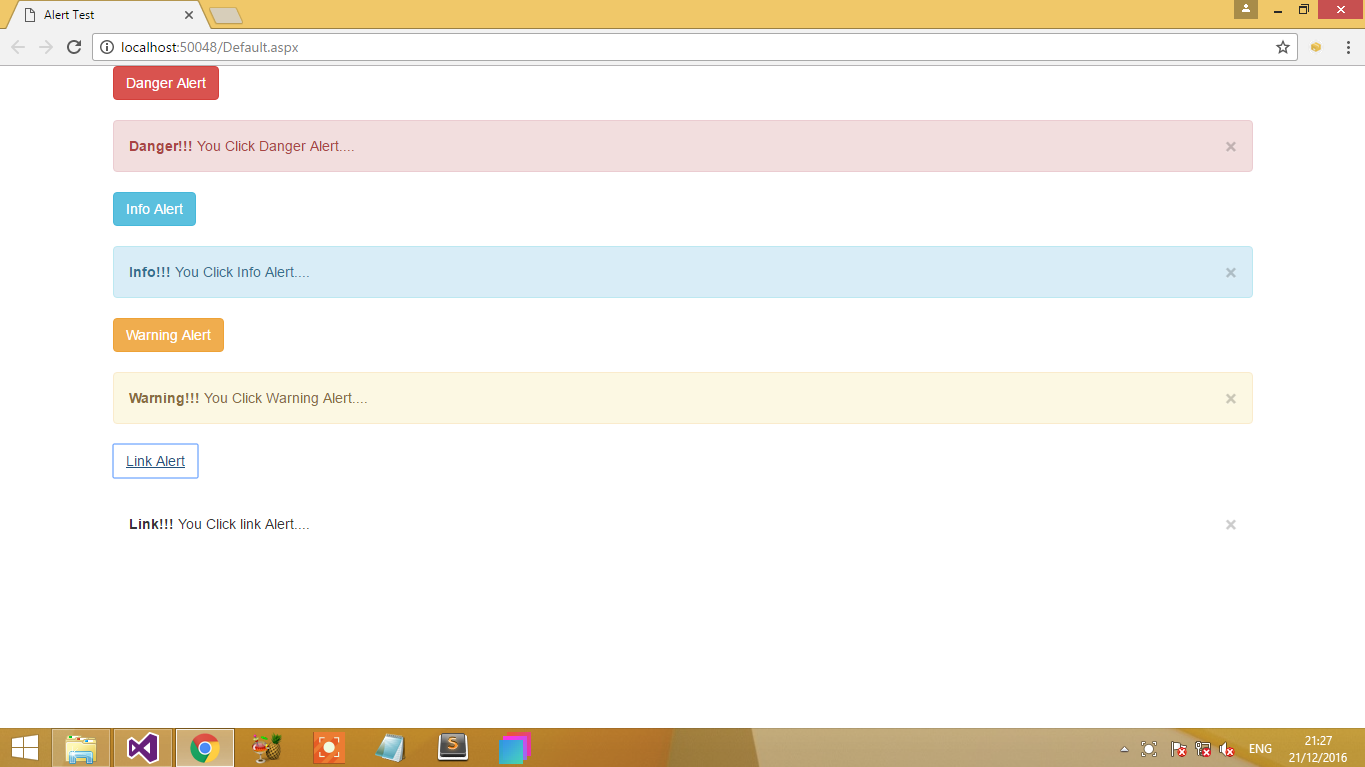 Alert Test
localhost:50048/Default.aspx
Danger Alert
Danger!!! You Click Danger Alert....
Info Alert
Info!!! You Click Info Alert....
Warning Alert
Warning!!! You Click Warning Alert....
Link Alert
Link!!! You Click link Alert....
ENG
21:27
21/12/2016